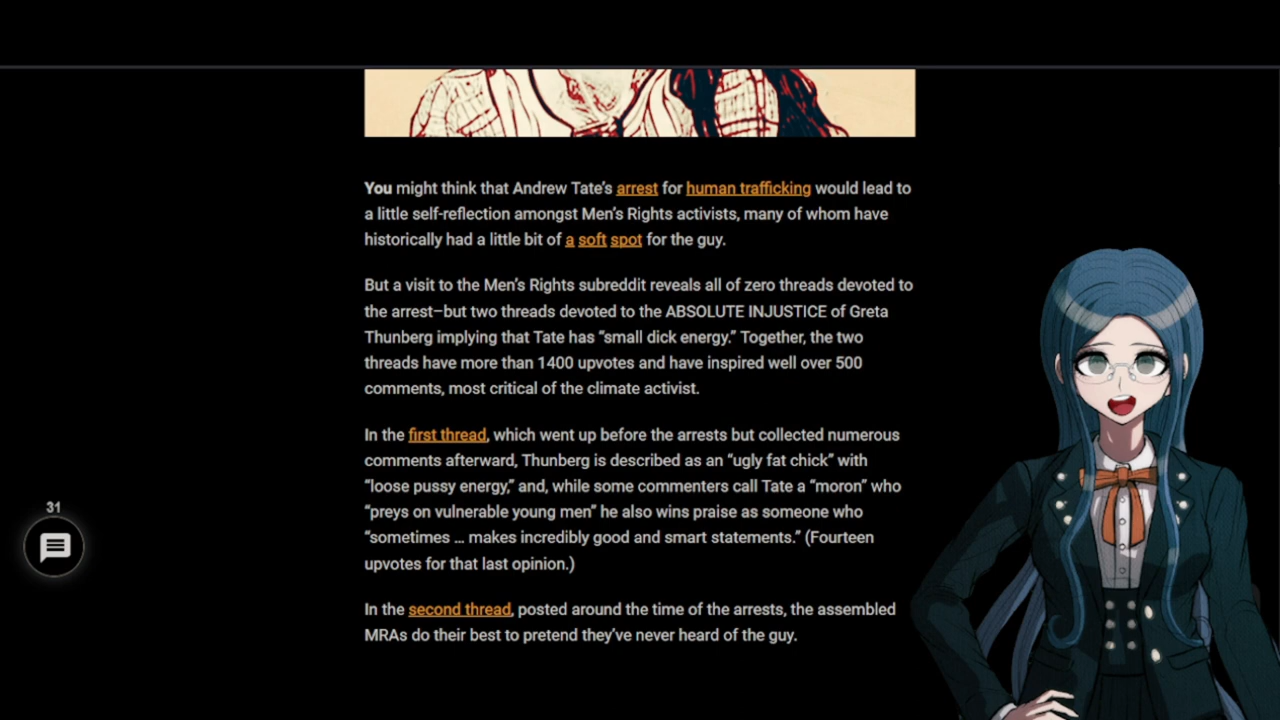 You might think that Andrew Tate’s arrest for human trafficking would lead to
a little self-reflection amongst Men’s Rights activists, many of whom have
historically had a little bit of a soft spot for the guy.
But a visit to the Men’s Rights subreddit reveals all of zero threads devoted to
the arrest–but two threads devoted to the ABSOLUTE INJUSTICE of Greta
Thunberg implying that Tate has “small dick energy.” Together, the two
threads have more than 1400 upvotes and have inspired well over 500
comments, most critical of the climate activist.
In the first thread, which went up before the arrests but collected numerous
comments afterward, Thunberg is described as an “ugly fat chick” with
“loose pussy energy,” and, while some commenters call Tate a “moron” who
“preys on vulnerable young men” he also wins praise as someone who
“sometimes … makes incredibly good and smart statements.” (Fourteen
upvotes for that last opinion.)
In the second thread, posted around the time of the arrests, the assembled
MRAs do their best to pretend they’ve never heard of the guy.
31